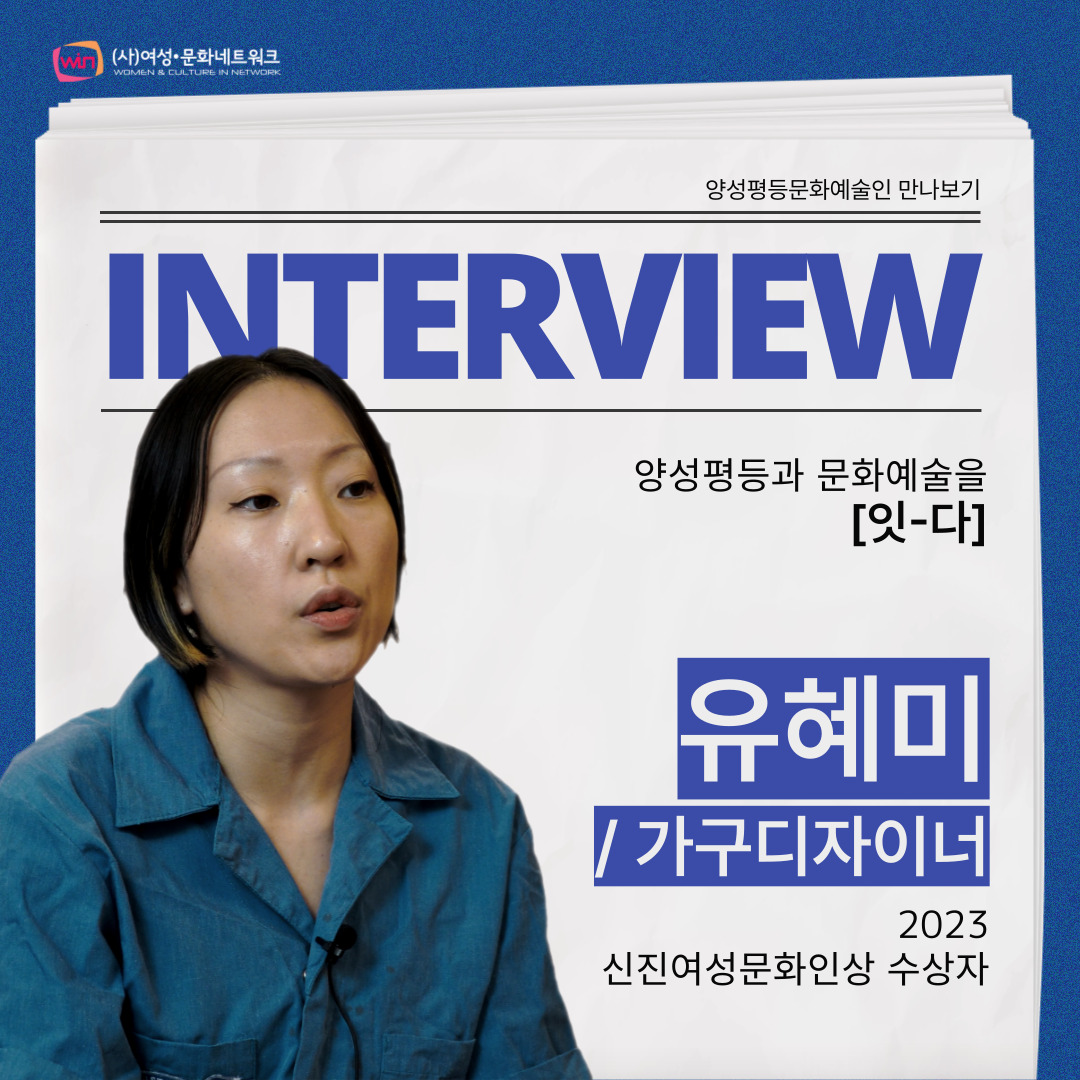 win (사)여성•문화네트워크
WOMEN & CULTURE IN NETWORK
양성평등문화예술인 만나보기
INTERVIEW
양성평등과 문화예술을
[잇-다]
유혜미
/ 가구디자이너
2023
신진여성문화인상 수상자